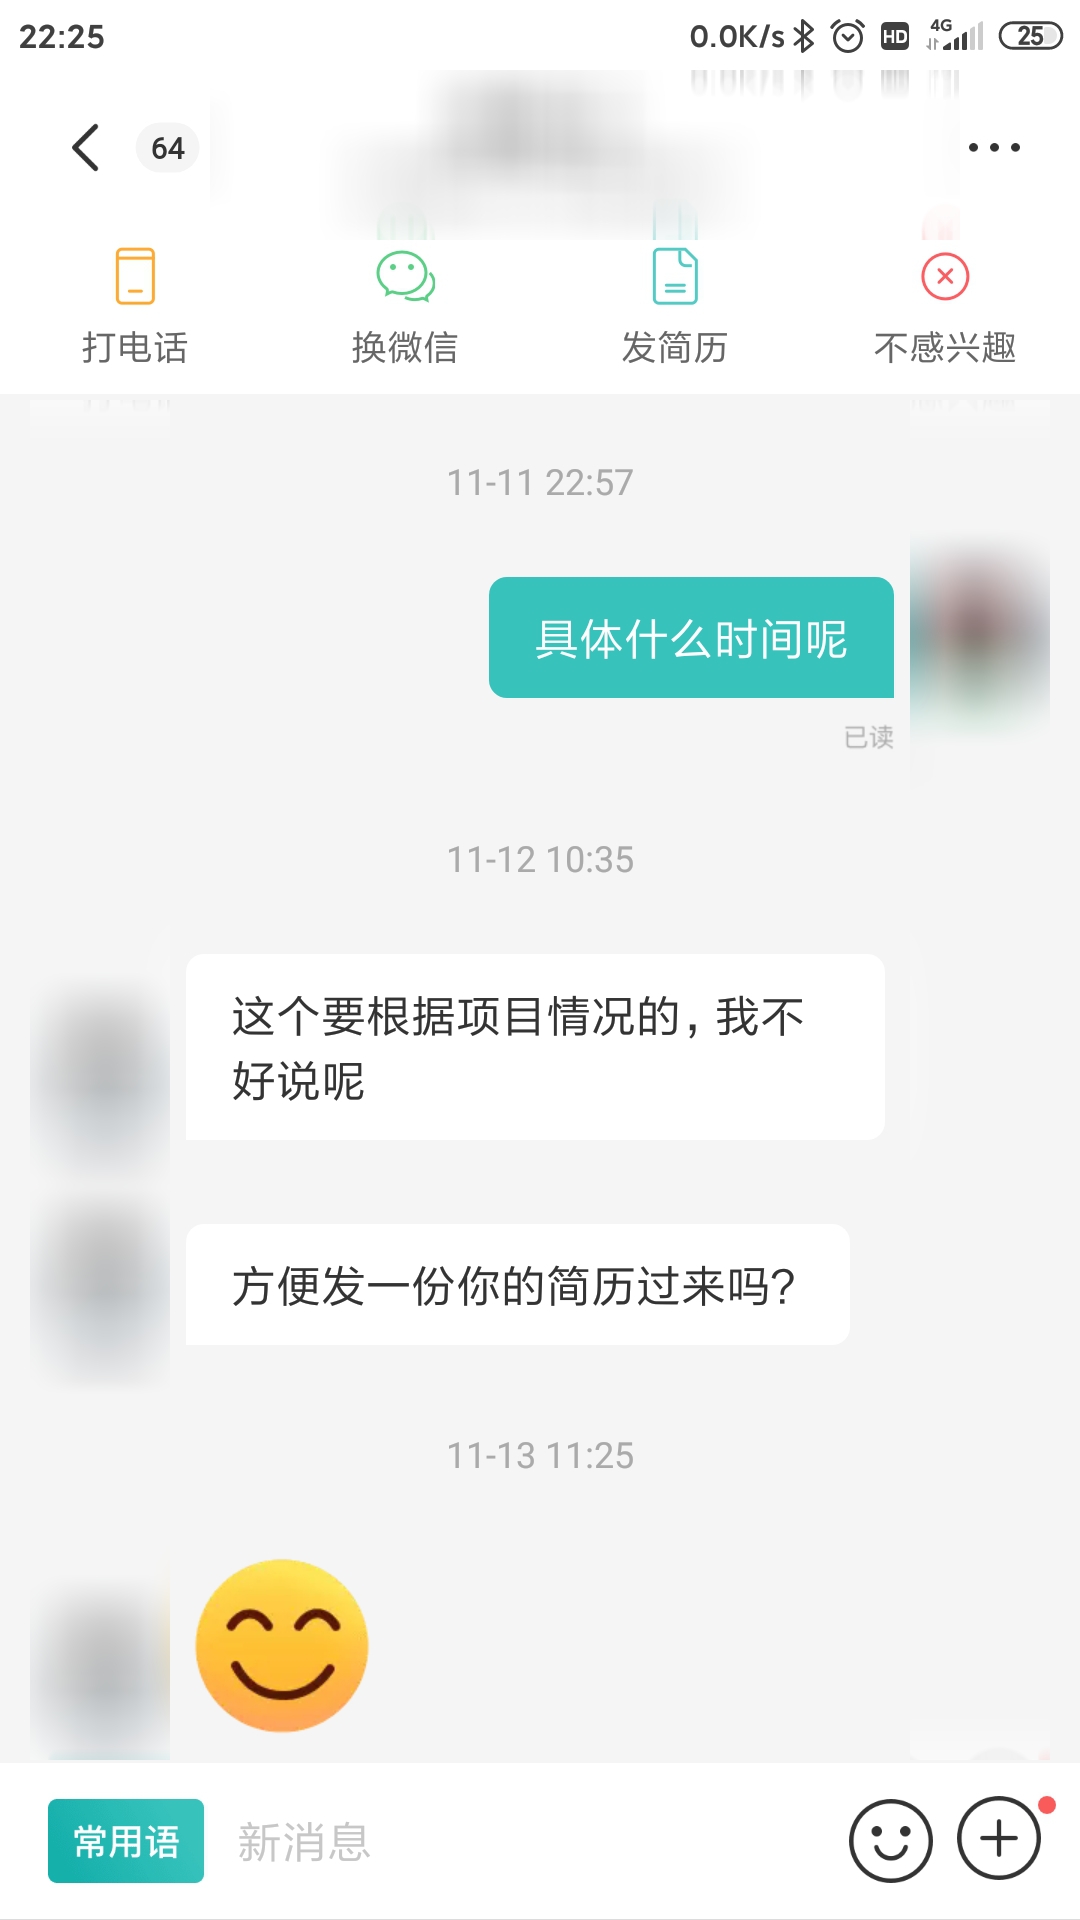 22:25
0.0K/s HD 4G 25
64
打电话
换微信
发简历
不感兴趣
11-11 22:57
具体什么时间呢
已读
11-12 10:35
这个要根据项目情况的，我不
好说呢
方便发一份你的简历过来吗?
11-13 11:25
常用语
新消息